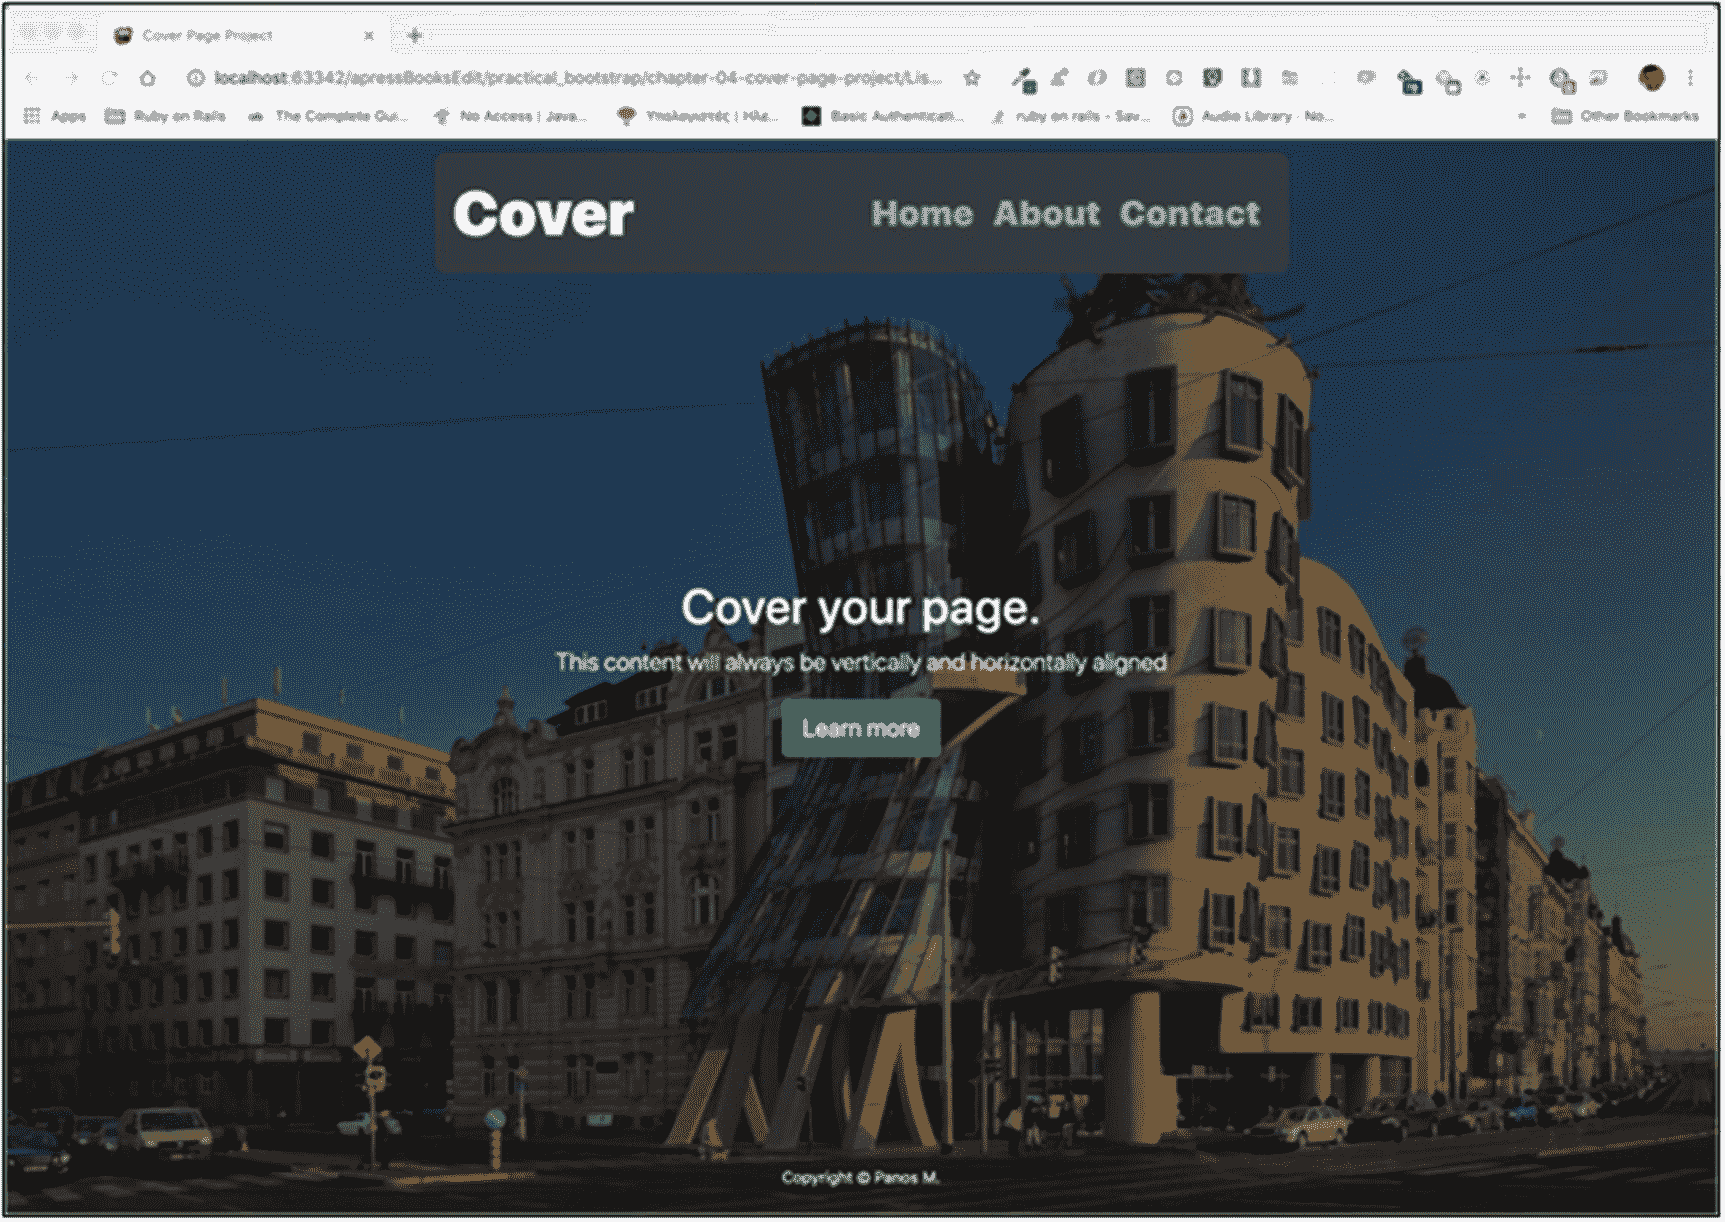 Cover Page Project
localhost:63342/apressBooksEdit/practical_bootstrap/chapter-04-cover-page-project/Lis...
Apps Ruby on Rails The Complete Gui... No Access | Java... Υπολογιστές | Ηλε... Basic Authenticati... ruby on rails - Sav... Audio Library - No... Other Bookmarks
Cover Home About Contact
Cover your page.
This content will always be vertically and horizontally aligned
Learn more
Copyright © Panos M.